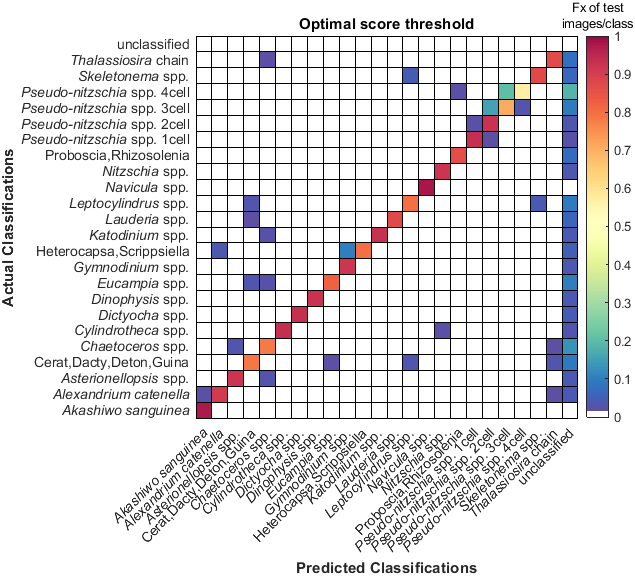 Optimal score threshold
Fx of test
images/class
Actual Classifications
unclassified
Thalassiosira chain
Skeletonema spp.
Pseudo-nitzschia spp. 4cell
Pseudo-nitzschia spp. 3cell
Pseudo-nitzschia spp. 2cell
Pseudo-nitzschia spp. 1cell
Proboscia,Rhizosolenia
Nitzschia spp.
Navicula spp.
Leptocylindrus spp.
Lauderia spp.
Katodinium spp.
Heterocapsa,Scrippsiella
Gymnodinium spp.
Eucampia spp.
Dinophysis spp.
Dictyocha spp.
Cylindrotheca spp.
Chaetoceros spp.
Cerat,Dacty,Deton,Guina
Asterionellopsis spp.
Alexandrium catenella
Akashiwo sanguinea
Akashiwo sanguinea
Alexandrium catenella
Asterionellopsis spp.
Cerat,Dacty,Deton,Guina
Chaetoceros spp.
Cylindrotheca spp.
Dictyocha spp.
Dinophysis spp.
Eucampia spp.
Gymnodinium spp.
Heterocapsa,Scrippsiella
Katodinium spp.
Lauderia spp.
Leptocylindrus spp.
Navicula spp.
Nitzschia spp.
Proboscia,Rhizosolenia
Pseudo-nitzschia spp. 1cell
Pseudo-nitzschia spp. 2cell
Pseudo-nitzschia spp. 3cell
Pseudo-nitzschia spp. 4cell
Skeletonema spp.
Thalassiosira chain
unclassified
Predicted Classifications
1
0.9
0.8
0.7
0.6
0.5
0.4
0.3
0.2
0.1
0